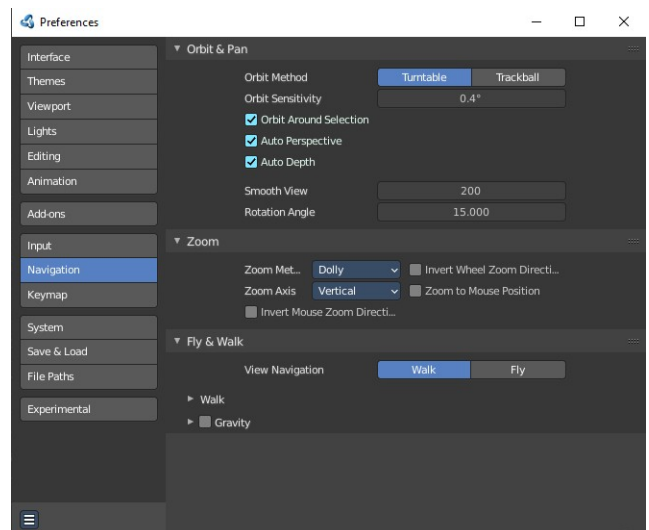 Preferences
Interface
Themes
Viewport
Lights
Editing
Animation
Add-ons
Input
Navigation
Keymap
System
Save & Load
File Paths
Experimental
Orbit & Pan
Orbit Method Turntable Trackball
Orbit Sensitivity 0.4°
Orbit Around Selection
Auto Perspective
Auto Depth
Smooth View 200
Rotation Angle 15.000
Zoom
Zoom Met... Dolly Invert Wheel Zoom Directi...
Zoom Axis Vertical Zoom to Mouse Position
Invert Mouse Zoom Directi...
Fly & Walk
View Navigation Walk Fly
Walk
Gravity